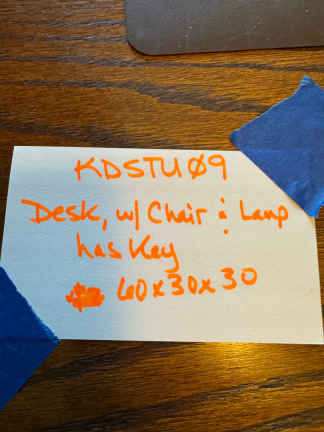 KDSTU09
Desk, w/ Chair & Lamp
has Key
60x30x30